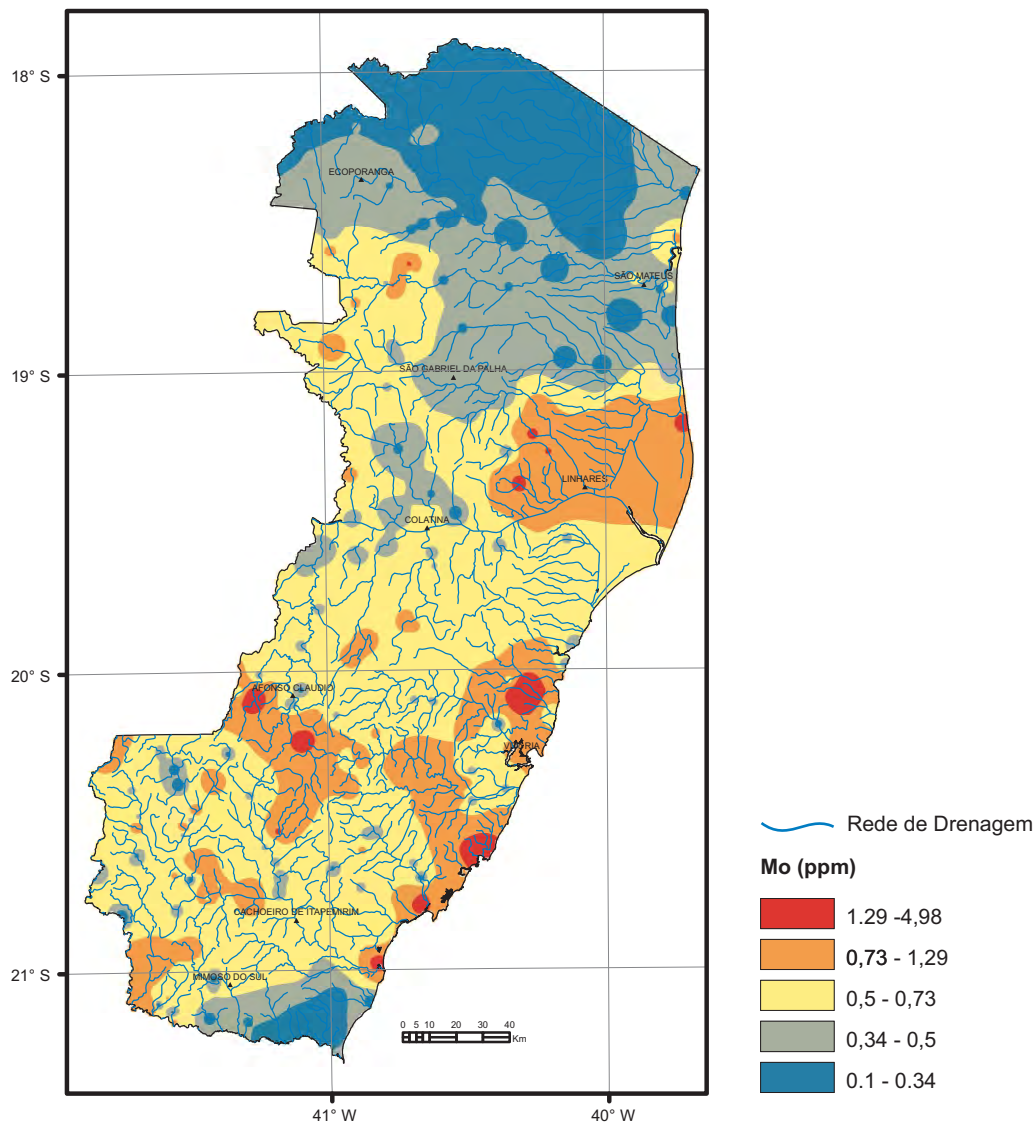 18° S
ECOPORANGA
SÃO MATEUS
19° S
SÃO GABRIEL DA PALHA
LINHARES
COLATINA
20° S
AFONSO CLAUDIO
VITÓRIA
CACHOEIRO DE ITAPEMIRIM
21° S
MIMOSO DO SUL
0 5 10 20 30 40
Km
41° W 40° W
Rede de Drenagem
Mo (ppm)
1.29 -4,98
0,73 - 1,29
0,5 - 0,73
0,34 - 0,5
0.1 - 0.34